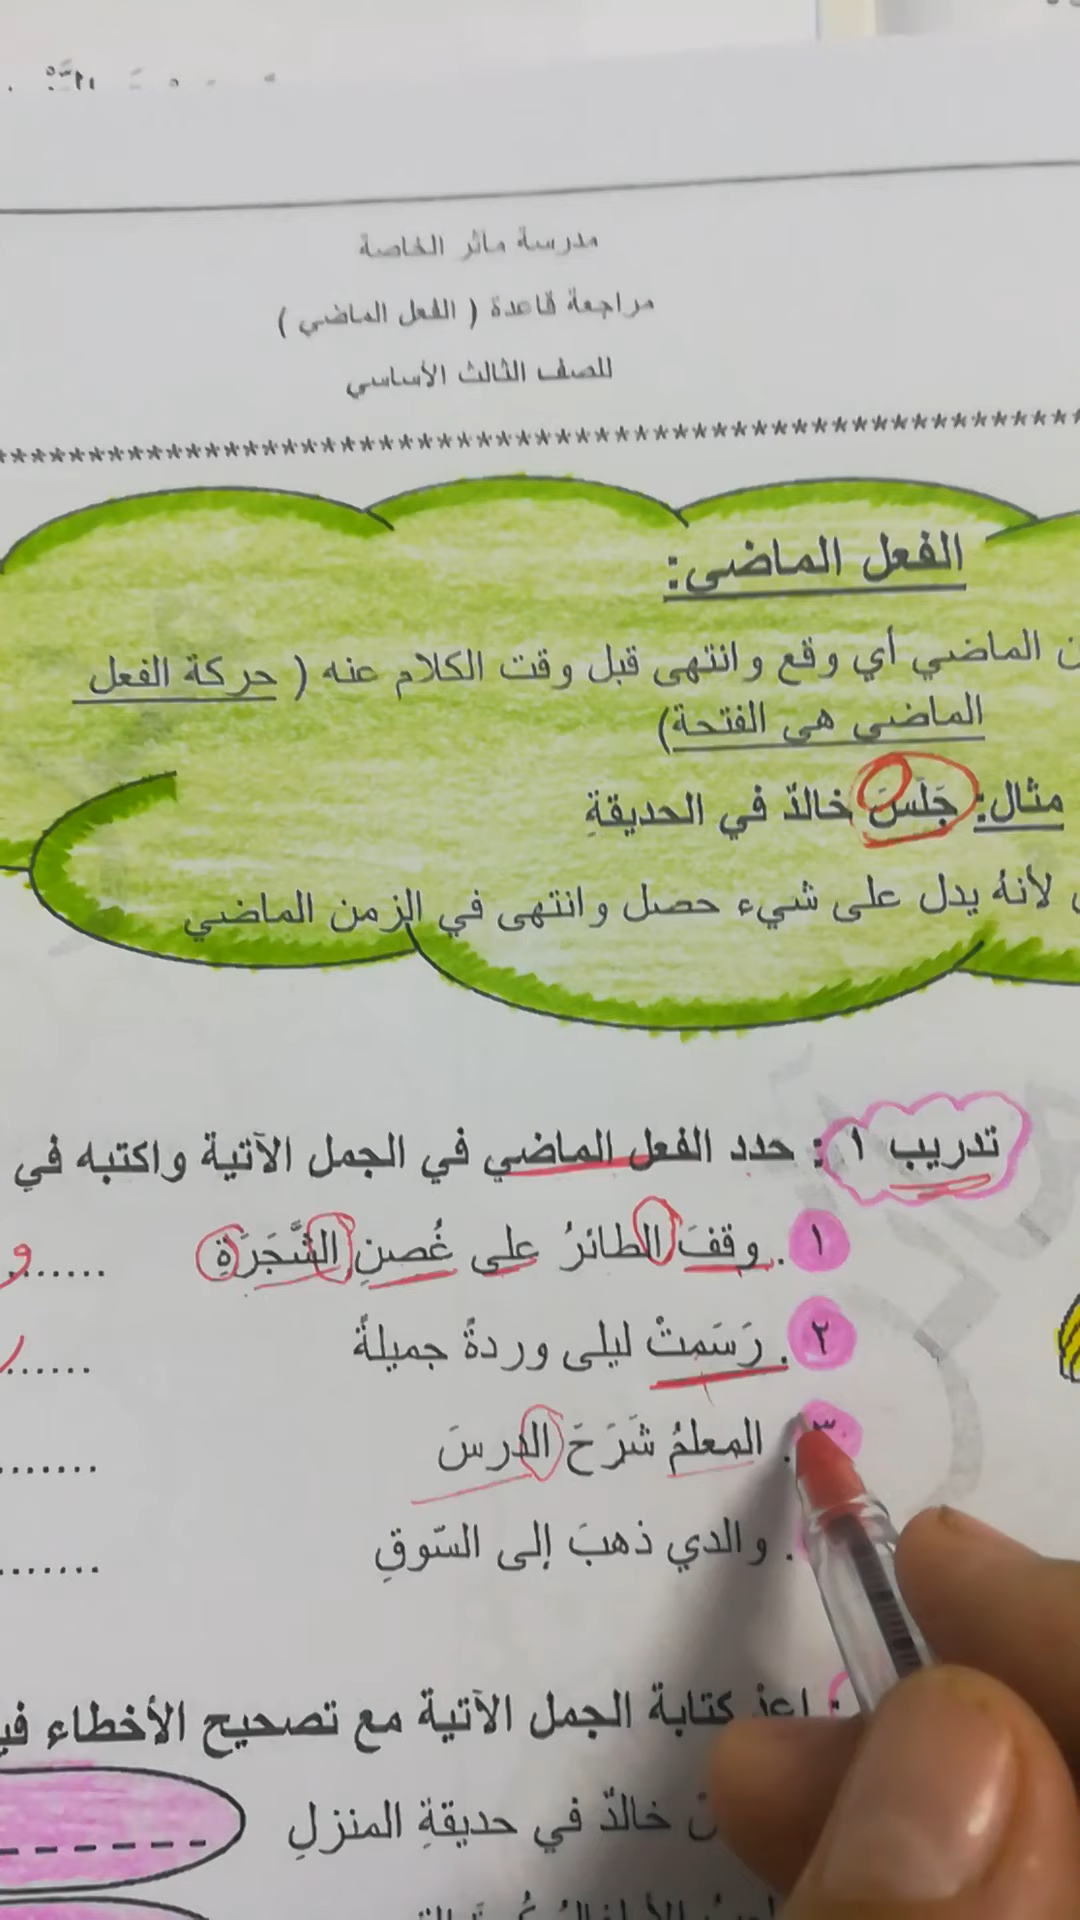 مدرسة مآثر الخاصة
مراجعة قاعدة ( الفعل الماضي )
للصف الثالث الأساسي
************************************************
الفعل الماضي:
الماضي أي وقع وانتهى قبل وقت الكلام عنه ( حركة الفعل
الماضي هي الفتحة)
مثال: جَلَسَ خالدٌ في الحديقةِ
لأنهُ يدل على شيء حصل وانتهى في الزمن الماضي
تدريب ١ : حدد الفعل الماضي في الجمل الآتية واكتبه في
١. وقفَ الطائرُ على غُصنِ الشَّجَرَةِ ....... و
٢. رَسَمتْ ليلى وردةً جميلةً ...... ر
٣. المعلمُ شَرَحَ الدرسَ .......
. والدي ذهبَ إلى السّوقِ .......
: اعد كتابة الجمل الآتية مع تصحيح الأخطاء
خالدٌ في حديقةِ المنزلِ ------